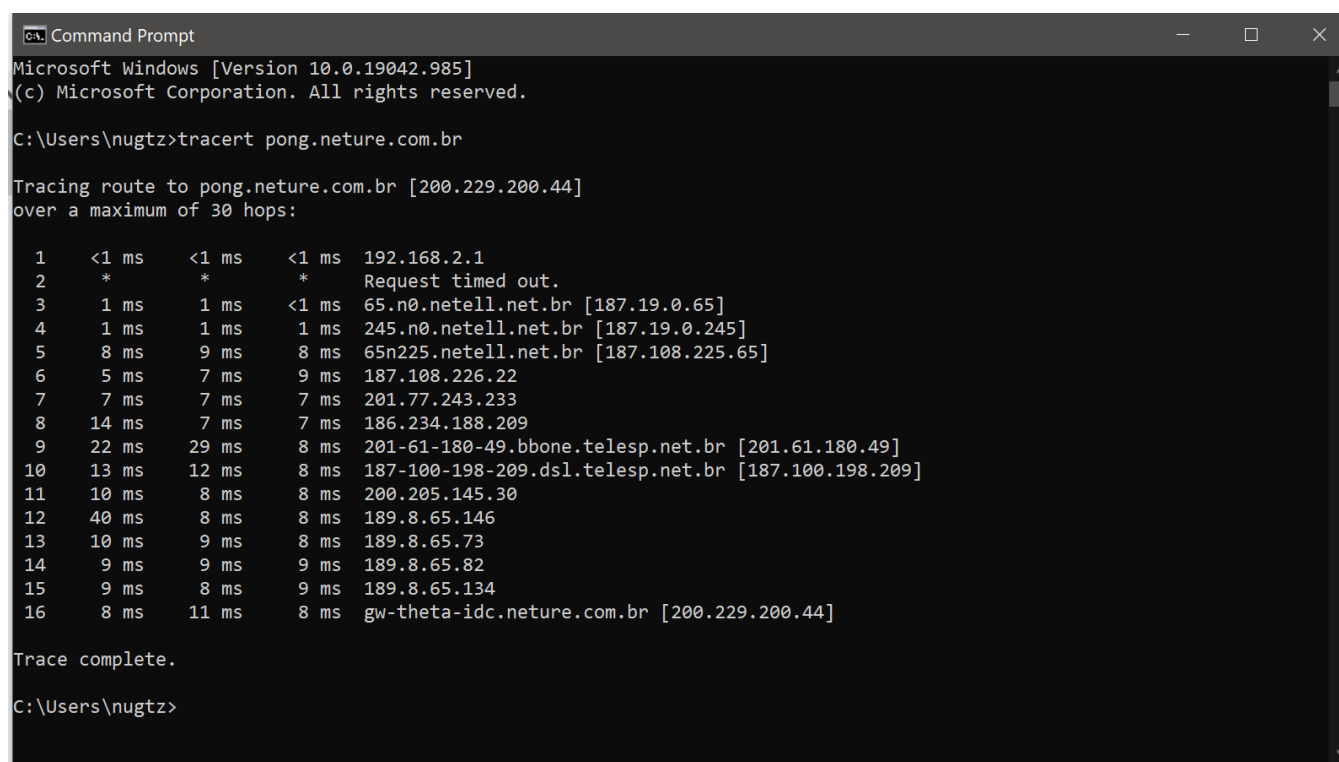 Command Prompt
Microsoft Windows [Version 10.0.19042.985]
(c) Microsoft Corporation. All rights reserved.
C:\Users\nugtz>tracert pong.neture.com.br
Tracing route to pong.neture.com.br [200.229.200.44]
over a maximum of 30 hops:
1 <1 ms <1 ms <1 ms 192.168.2.1
2 * * * Request timed out.
3 1 ms 1 ms <1 ms 65.n0.netell.net.br [187.19.0.65]
4 1 ms 1 ms 1 ms 245.n0.netell.net.br [187.19.0.245]
5 8 ms 9 ms 8 ms 65n225.netell.net.br [187.108.225.65]
6 5 ms 7 ms 9 ms 187.108.226.22
7 7 ms 7 ms 7 ms 201.77.243.233
8 14 ms 7 ms 7 ms 186.234.188.209
9 22 ms 29 ms 8 ms 201-61-180-49.bbone.telesp.net.br [201.61.180.49]
10 13 ms 12 ms 8 ms 187-100-198-209.dsl.telesp.net.br [187.100.198.209]
11 10 ms 8 ms 8 ms 200.205.145.30
12 40 ms 8 ms 8 ms 189.8.65.146
13 10 ms 9 ms 8 ms 189.8.65.73
14 9 ms 9 ms 9 ms 189.8.65.82
15 9 ms 8 ms 9 ms 189.8.65.134
16 8 ms 11 ms 8 ms gw-theta-idc.neture.com.br [200.229.200.44]
Trace complete.
C:\Users\nugtz>